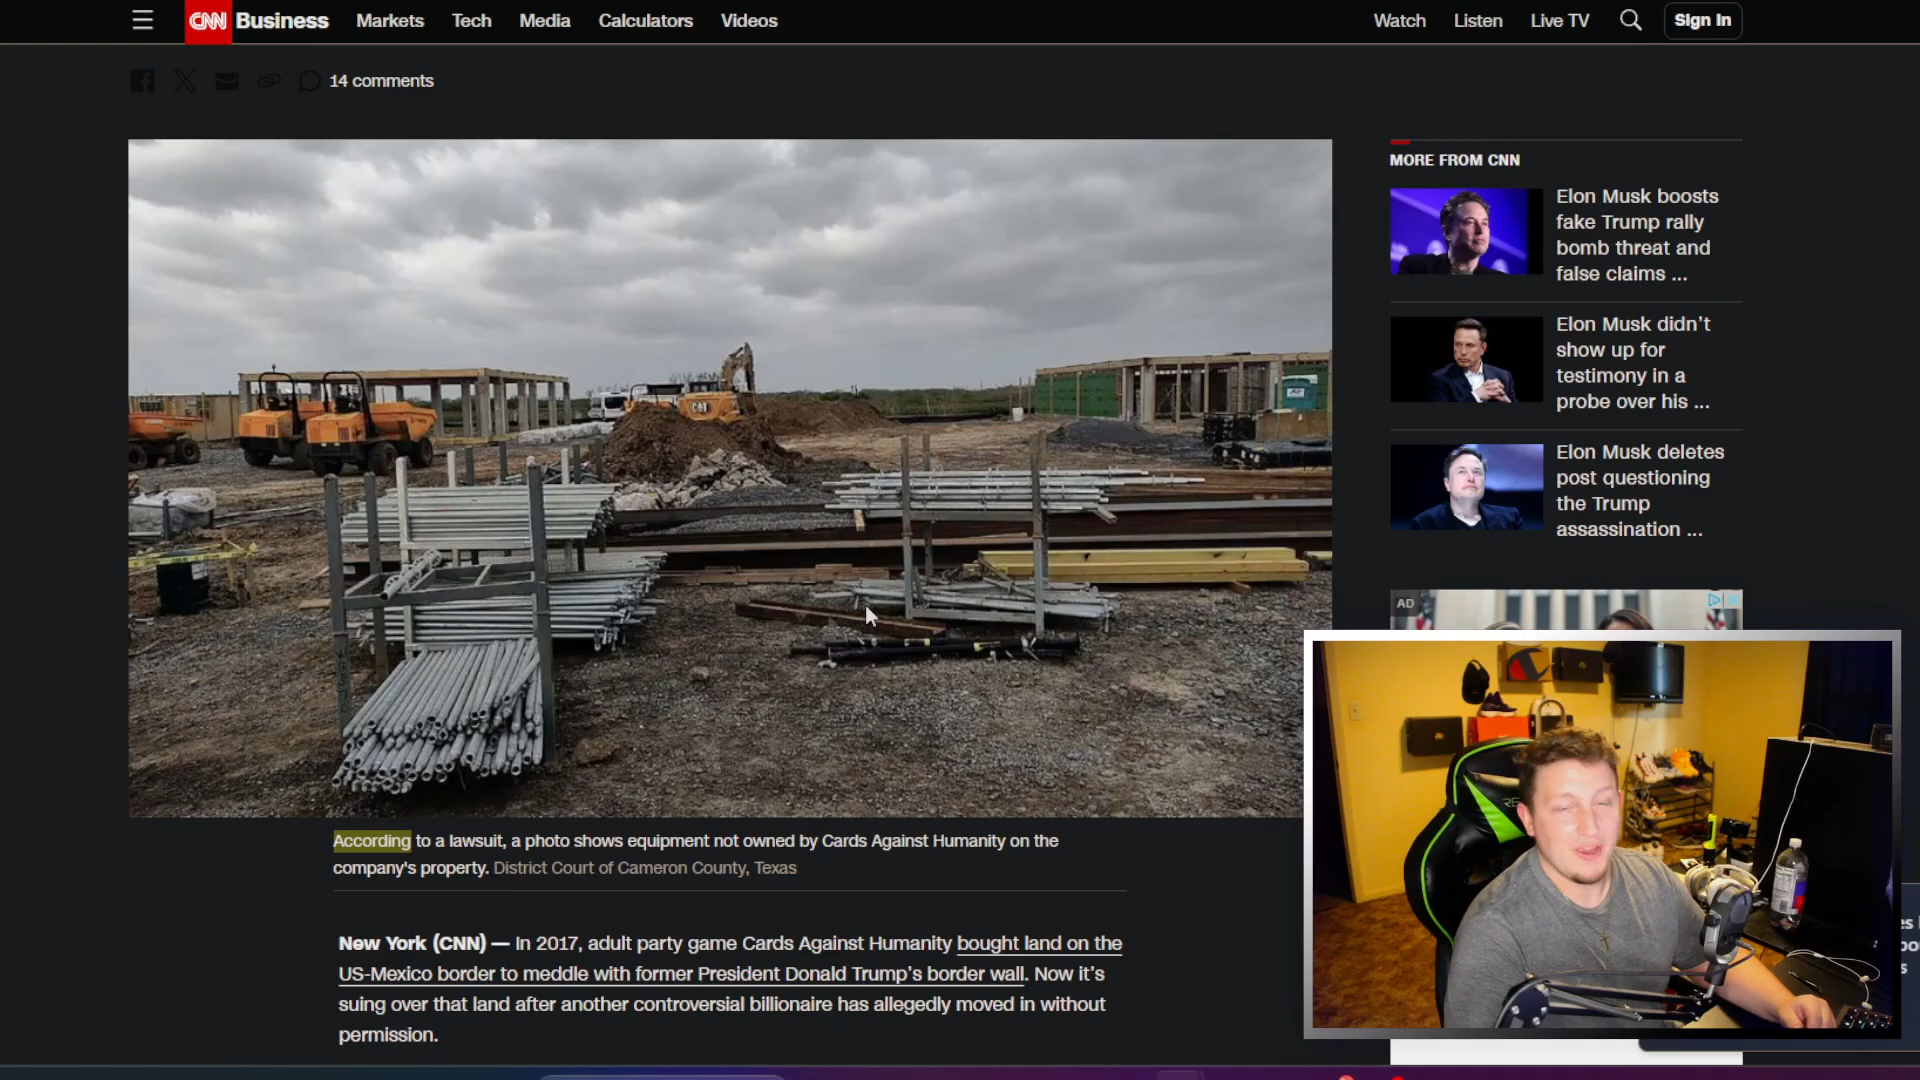 CNN Business Markets Tech Media Calculators Videos Watch Listen Live TV Sign In
14 comments
MORE FROM CNN
Elon Musk boosts
fake Trump rally
bomb threat and
false claims ...
Elon Musk didn't
show up for
testimony in a
probe over his ...
Elon Musk deletes
post questioning
the Trump
assassination ...
AD
CAT
According to a lawsuit, a photo shows equipment not owned by Cards Against Humanity on the
company's property. District Court of Cameron County, Texas
New York (CNN) — In 2017, adult party game Cards Against Humanity bought land on the
US-Mexico border to meddle with former President Donald Trump's border wall. Now it's
suing over that land after another controversial billionaire has allegedly moved in without
permission.